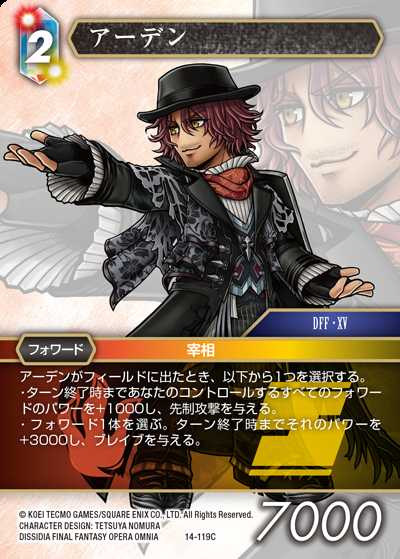 2
アーデン
DFF・XV
フォワード
宰相
アーデンがフィールドに出たとき、以下から1つを選択する。
・ターン終了時まであなたのコントロールするすべてのフォワー
ドのパワーを+1000し、先制攻撃を与える。
・フォワード1体を選ぶ。ターン終了時までそれのパワーを
+3000し、ブレイブを与える。
© KOEI TECMO GAMES/SQUARE ENIX CO., LTD. All Rights Reserved.
CHARACTER DESIGN: TETSUYA NOMURA
DISSIDIA FINAL FANTASY OPERA OMNIA
14-119C
7000